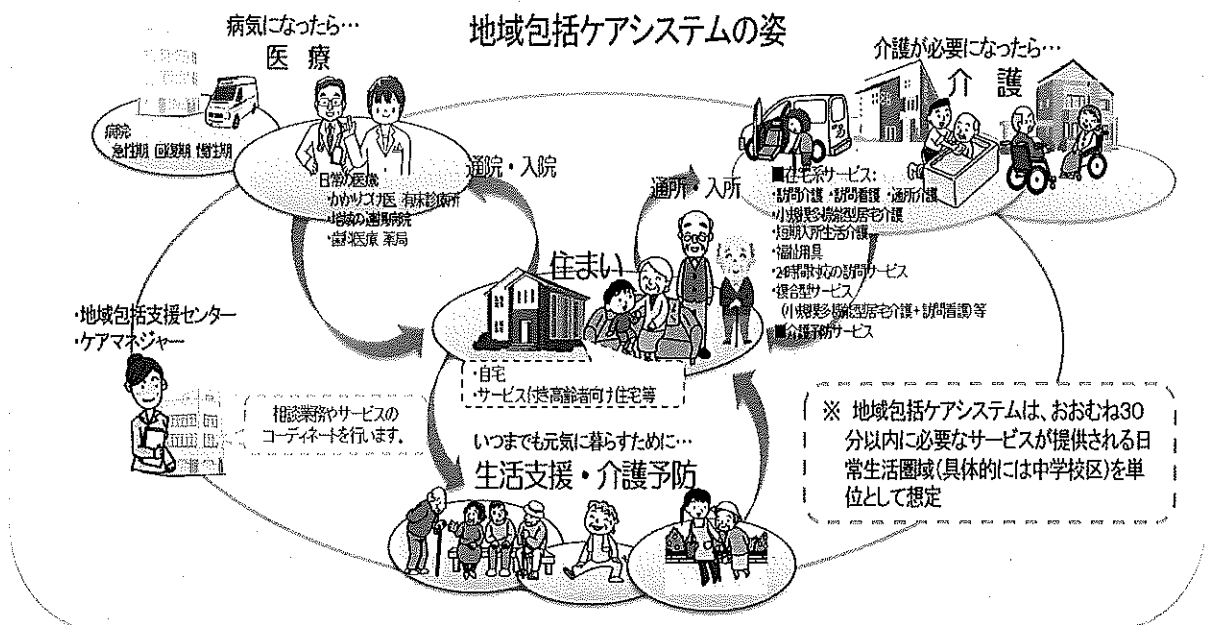 地域包括ケアシステムの姿
病気になったら…
医療
病院:
急性期 回復期 慢性期
日常の医療:
・かかりつけ医 有床診療所
・地域の連携病院
・歯科医療 薬局
通院・入院
介護が必要になったら…
介護
通所・入所
■在宅系サービス:
・訪問介護 ・訪問看護 ・通所介護
・小規模多機能型居宅介護
・短期入所生活介護
・福祉用具
・24時間対応の訪問サービス
・複合型サービス
(小規模多機能型居宅介護+訪問看護)等
■介護予防サービス
住まい
・自宅
・サービス付き高齢者向け住宅等
・地域包括支援センター
・ケアマネジャー
相談業務やサービスの
コーディネートを行います。
いつまでも元気に暮らすために…
生活支援・介護予防
※ 地域包括ケアシステムは、おおむね30
分以内に必要なサービスが提供される日
常生活圏域(具体的には中学校区)を単
位として想定